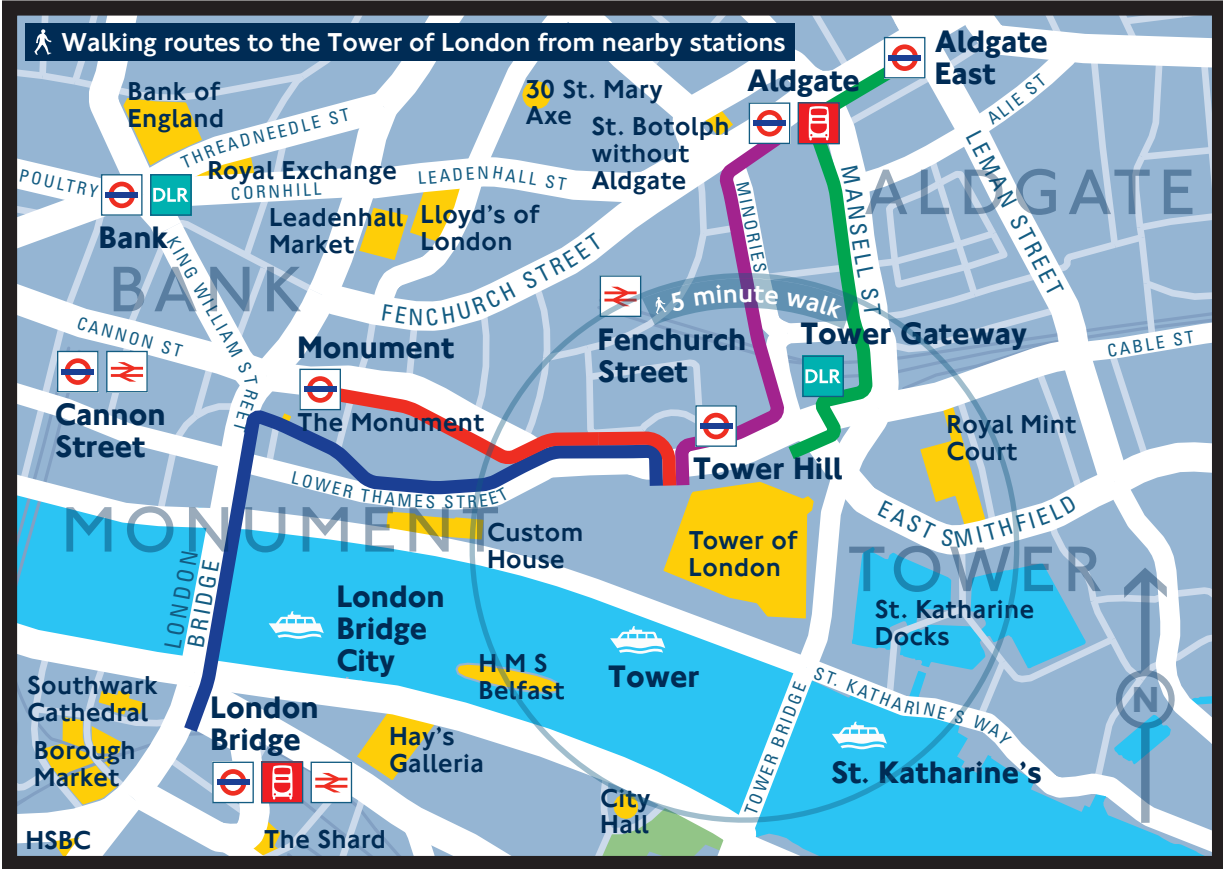 Walking routes to the Tower of London from nearby stations
Aldgate
East
Aldgate
Bank of
England
30 St. Mary
Axe
St. Botolph
without
Aldgate
ALIE ST
THREADNEEDLE ST
Royal Exchange
POULTRY
DLR
CORNHILL
LEADENHALL ST
LEMAN STREET
MANSELL ST
ALDGATE
MINORIES
Leadenhall
Market
Lloyd's of
London
Bank
KING WILLIAM STREET
BANK
FENCHURCH STREET
5 minute walk
Fenchurch
Street
Tower Gateway
DLR
CABLE ST
CANNON ST
Monument
Cannon
Street
The Monument
Royal Mint
Court
Tower Hill
LOWER THAMES STREET
MONUMENT
Custom
House
Tower of
London
EAST SMITHFIELD
TOWER
LONDON
BRIDGE
London
Bridge
City
St. Katharine
Docks
H M S
Belfast
Tower
ST. KATHARINE'S WAY
TOWER BRIDGE
N
Southwark
Cathedral
London
Bridge
Borough
Market
Hay's
Galleria
St. Katharine's
City
Hall
HSBC
The Shard